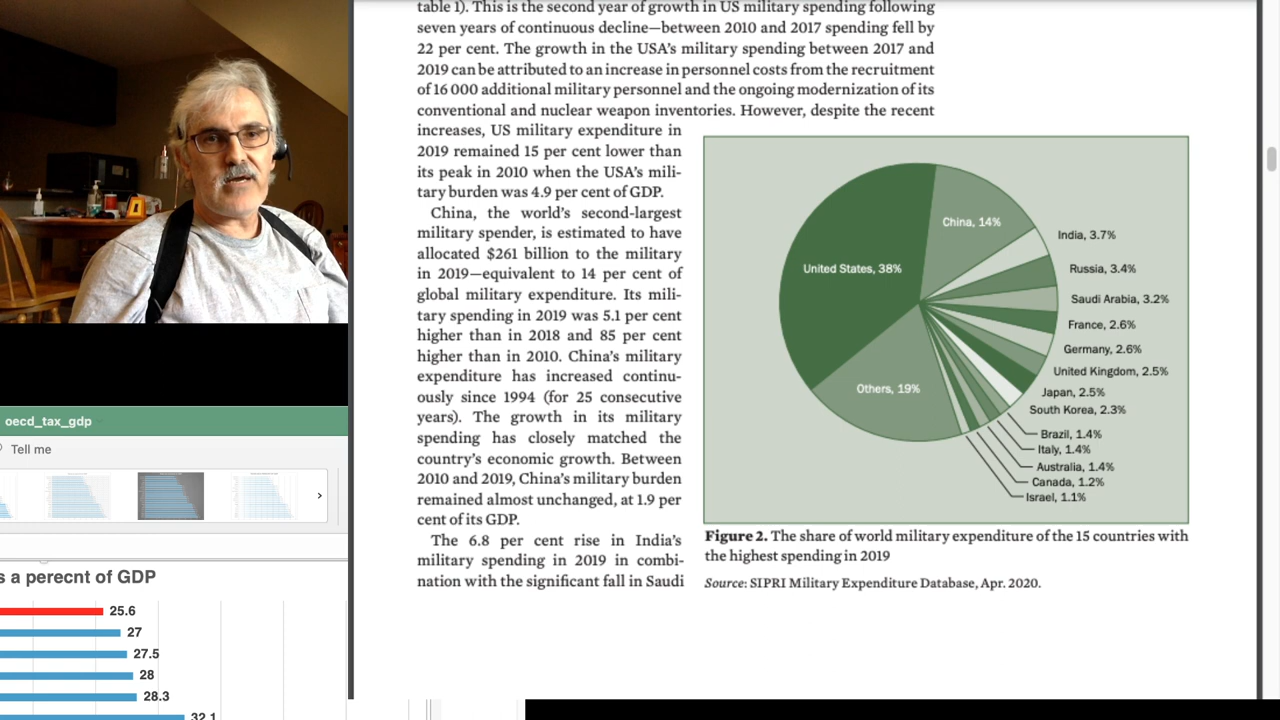 table 1). This is the second year of growth in US military spending following
seven years of continuous decline—between 2010 and 2017 spending fell by
22 per cent. The growth in the USA's military spending between 2017 and
2019 can be attributed to an increase in personnel costs from the recruitment
of 16 000 additional military personnel and the ongoing modernization of its
conventional and nuclear weapon inventories. However, despite the recent
increases, US military expenditure in
2019 remained 15 per cent lower than
its peak in 2010 when the USA's mili-
tary burden was 4.9 per cent of GDP.
China, the world's second-largest
military spender, is estimated to have
allocated $261 billion to the military
in 2019—equivalent to 14 per cent of
global military expenditure. Its mili-
tary spending in 2019 was 5.1 per cent
higher than in 2018 and 85 per cent
higher than in 2010. China's military
expenditure has increased continu-
ously since 1994 (for 25 consecutive
years). The growth in its military
spending has closely matched the
country's economic growth. Between
2010 and 2019, China's military burden
remained almost unchanged, at 1.9 per
cent of its GDP.
The 6.8 per cent rise in India's
military spending in 2019 in combi-
nation with the significant fall in Saudi
China, 14%
United States, 38%
Others, 19%
India, 3.7%
Russia, 3.4%
Saudi Arabia, 3.2%
France, 2.6%
Germany, 2.6%
United Kingdom, 2.5%
Japan, 2.5%
South Korea, 2.3%
Brazil, 1.4%
Italy, 1.4%
Australia, 1.4%
Canada, 1.2%
Israel, 1.1%
Figure 2. The share of world military expenditure of the 15 countries with
the highest spending in 2019
Source: SIPRI Military Expenditure Database, Apr. 2020.
oecd_tax_gdp
Tell me
s a perecnt of GDP
25.6
27
27.5
28
28.3
32.1